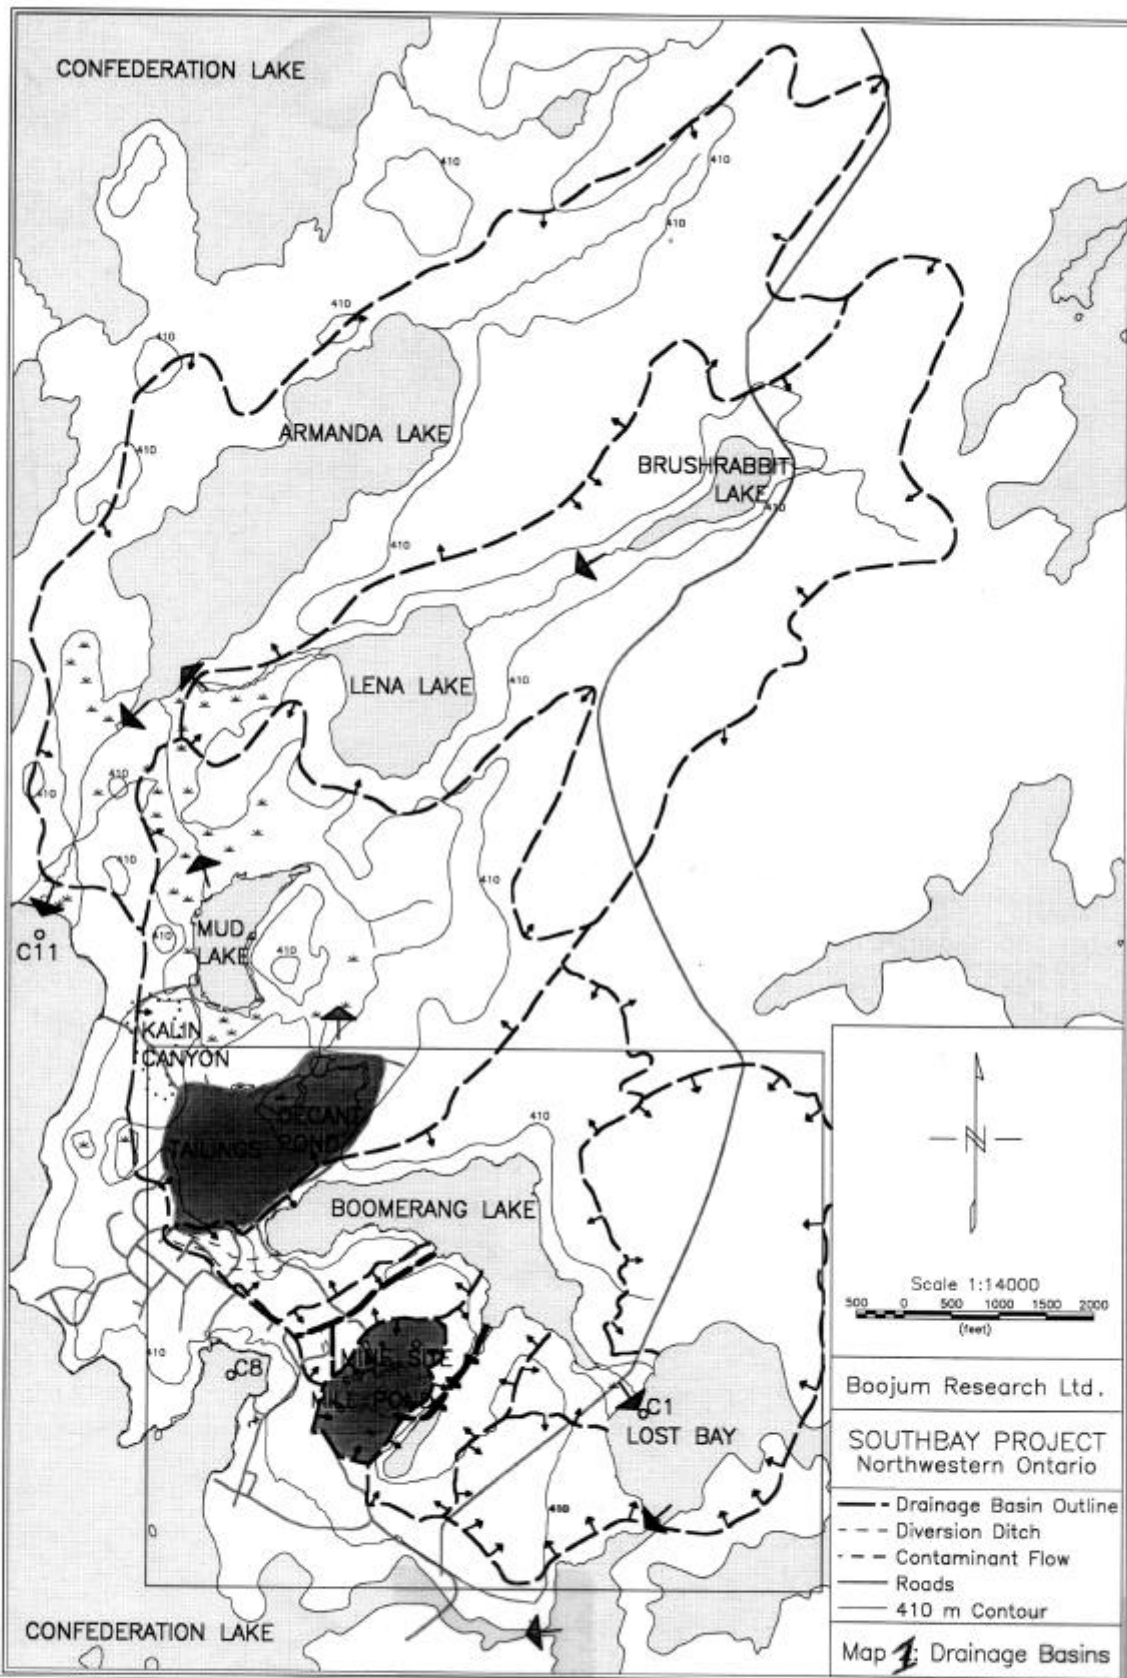 CONFEDERATION LAKE
410
410
410
410
410
ARMANDA LAKE
410
BRUSHRABBIT
LAKE
410
410
LENA LAKE
410
410
410
410
410
410
MUD
LAKE
410
C11
KALIN
CANYON
DECANT
POND
TAILINGS
410
BOOMERANG LAKE
N
Scale 1:14000
500 0 500 1000 1500 2000
(feet)
410
C8
MINE SITE
MILL POND
C1
LOST BAY
Boojum Research Ltd.
SOUTHBAY PROJECT
Northwestern Ontario
Drainage Basin Outline
Diversion Ditch
Contaminant Flow
Roads
410 m Contour
CONFEDERATION LAKE
Map : Drainage Basins